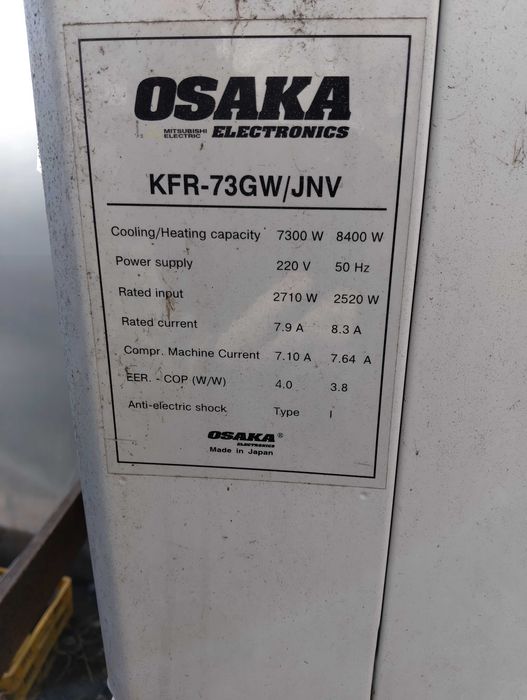 OSAKA
MITSUBISHI
ELECTRIC
ELECTRONICS
KFR-73GW/JNV
Cooling/Heating capacity 7300 W 8400 W
Power supply 220 V 50 Hz
Rated input 2710 W 2520 W
Rated current 7.9 A 8.3 A
Compr. Machine Current 7.10 A 7.64 A
EER. - COP (W/W) 4.0 3.8
Anti-electric shock Type I
OSAKA®
ELECTRONICS
Made in Japan